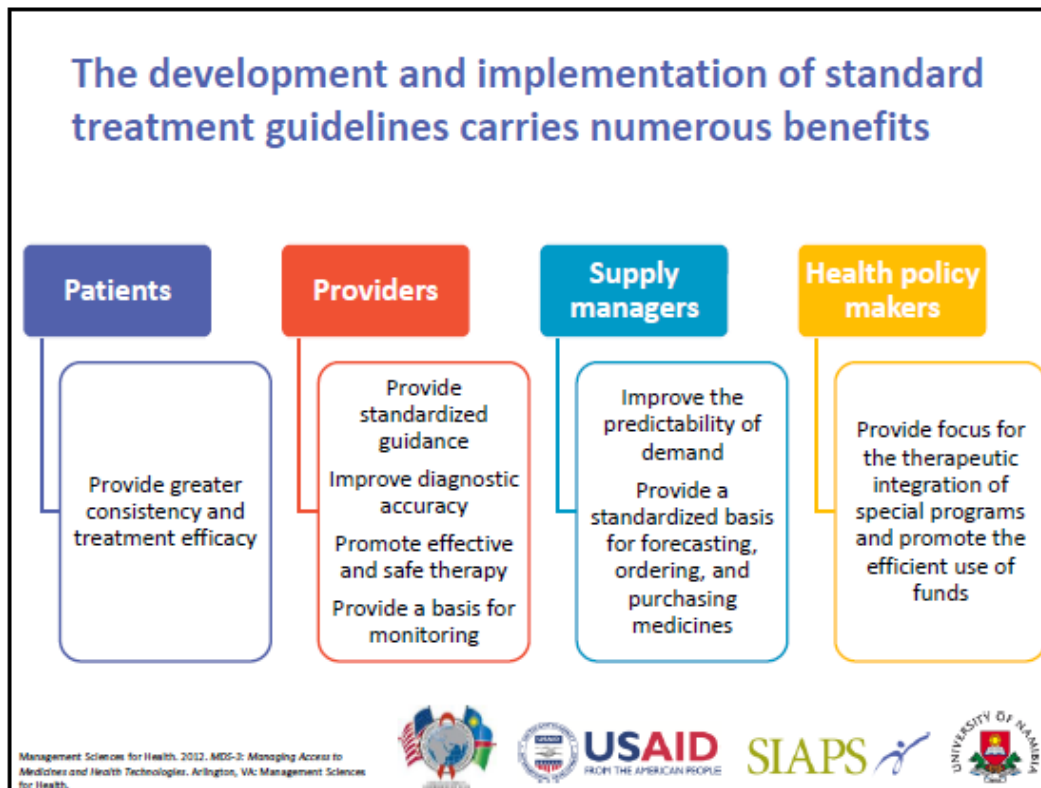 The development and implementation of standard
treatment guidelines carries numerous benefits
Patients
Provide greater
consistency and
treatment efficacy
Providers
Provide
standardized
guidance
Improve diagnostic
accuracy
Promote effective
and safe therapy
Provide a basis for
monitoring
Supply
managers
Improve the
predictability of
demand
Provide a
standardized basis
for forecasting,
ordering, and
purchasing
medicines
Health policy
makers
Provide focus for
the therapeutic
integration of
special programs
and promote the
efficient use of
funds
Management Sciences for Health. 2012. MDS-3: Managing Access to
Medicines and Health Technologies. Arlington, VA: Management Sciences
for Health.
USAID
FROM THE AMERICAN PEOPLE
SIAPS
UNIVERSITY OF NAMIBIA